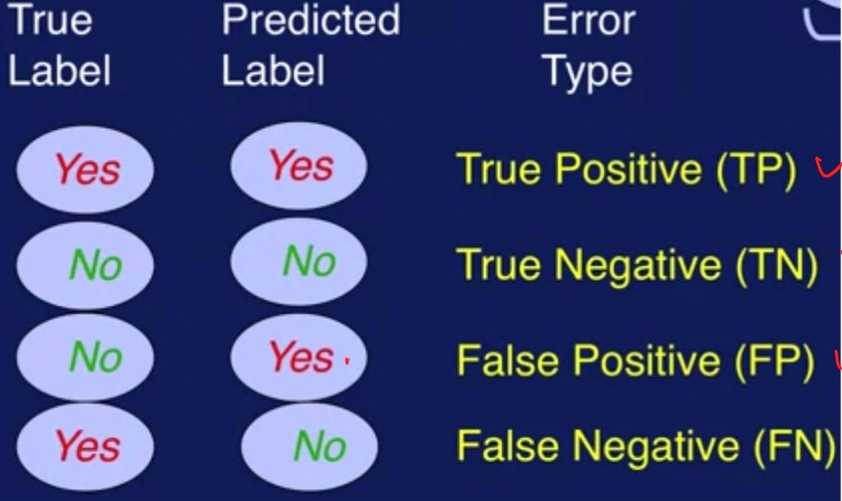 True Predicted Error
Label Label Type
Yes Yes True Positive (TP)
No No True Negative (TN)
No Yes False Positive (FP)
Yes No False Negative (FN)